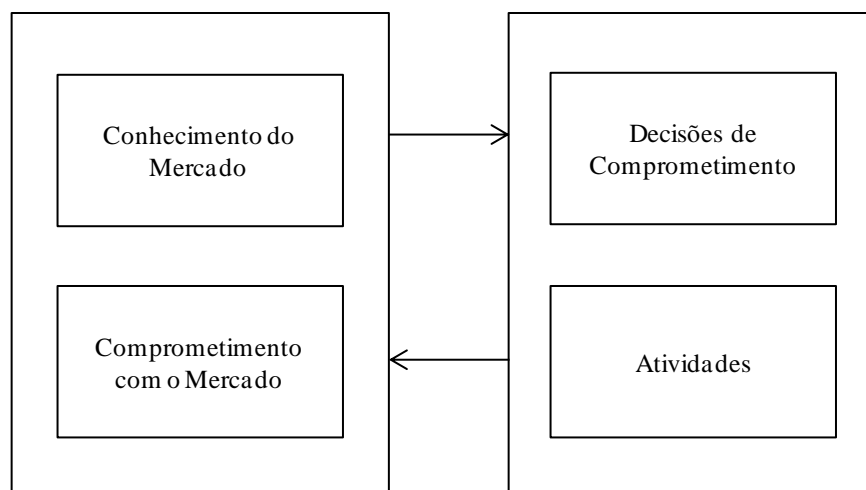 Conhecimento do
Mercado
Decisões de
Comprometimento
Comprometimento
com o Mercado
Atividades